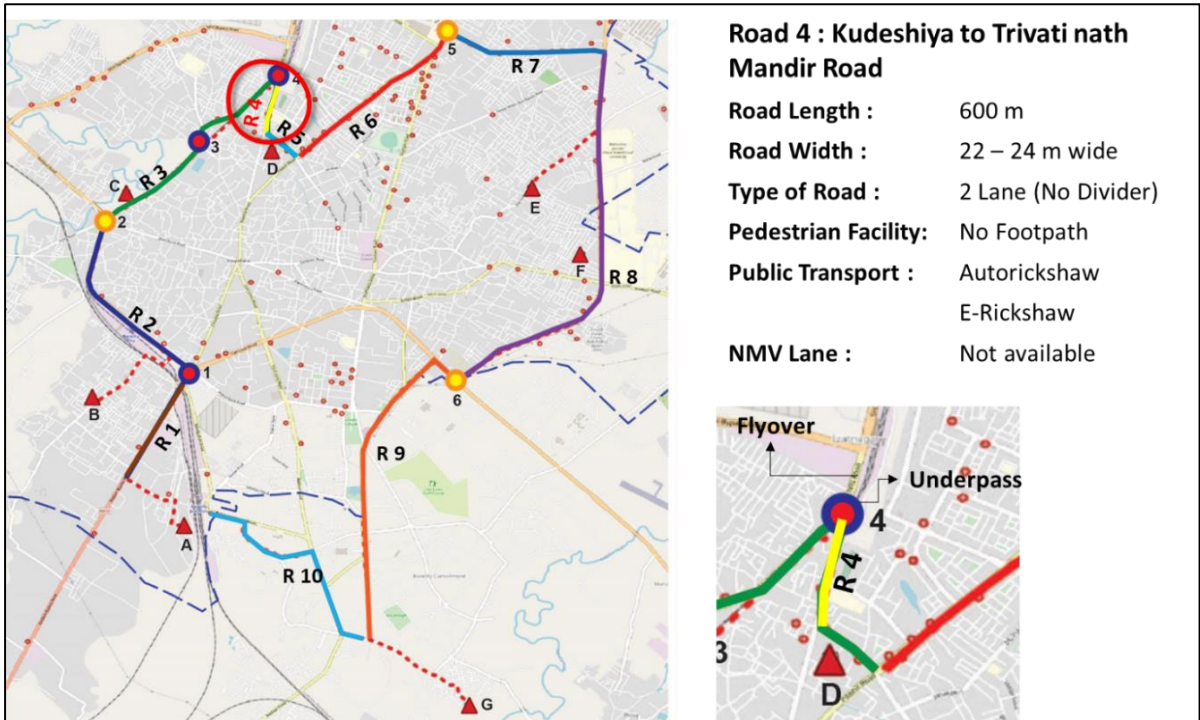 Road 4 : Kudeshiya to Trivati nath
Mandir Road
Road Length : 600 m
Road Width : 22 – 24 m wide
Type of Road : 2 Lane (No Divider)
Pedestrian Facility: No Footpath
Public Transport : Autorickshaw
E-Rickshaw
NMV Lane : Not available
5
R 7
4
R 4
R 6
R 5
3
D
R 3
C
E
2
F
R 8
R 2
1
6
B
R 1
R 9
A
R 10
G
Flyover
Underpass
4
R 4
3
D